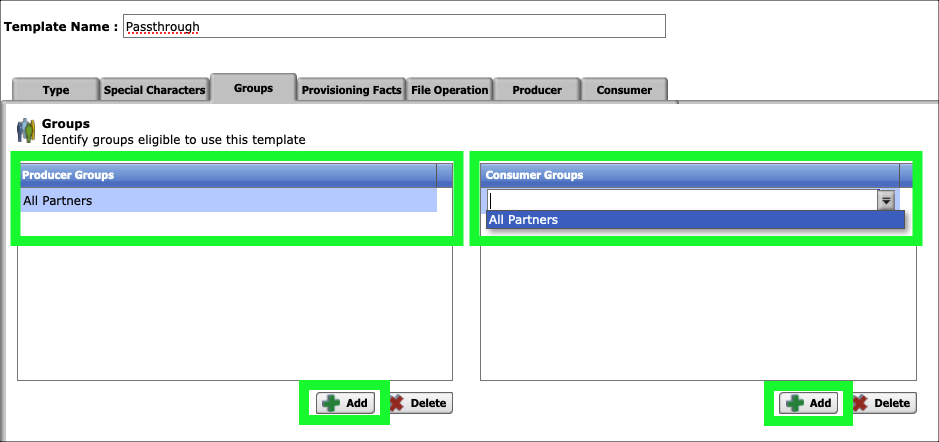 Template Name : Passthrough
Type Special Characters Groups Provisioning Facts File Operation Producer Consumer
Groups
Identify groups eligible to use this template
Producer Groups Consumer Groups
All Partners
All Partners
Add Delete Add Delete